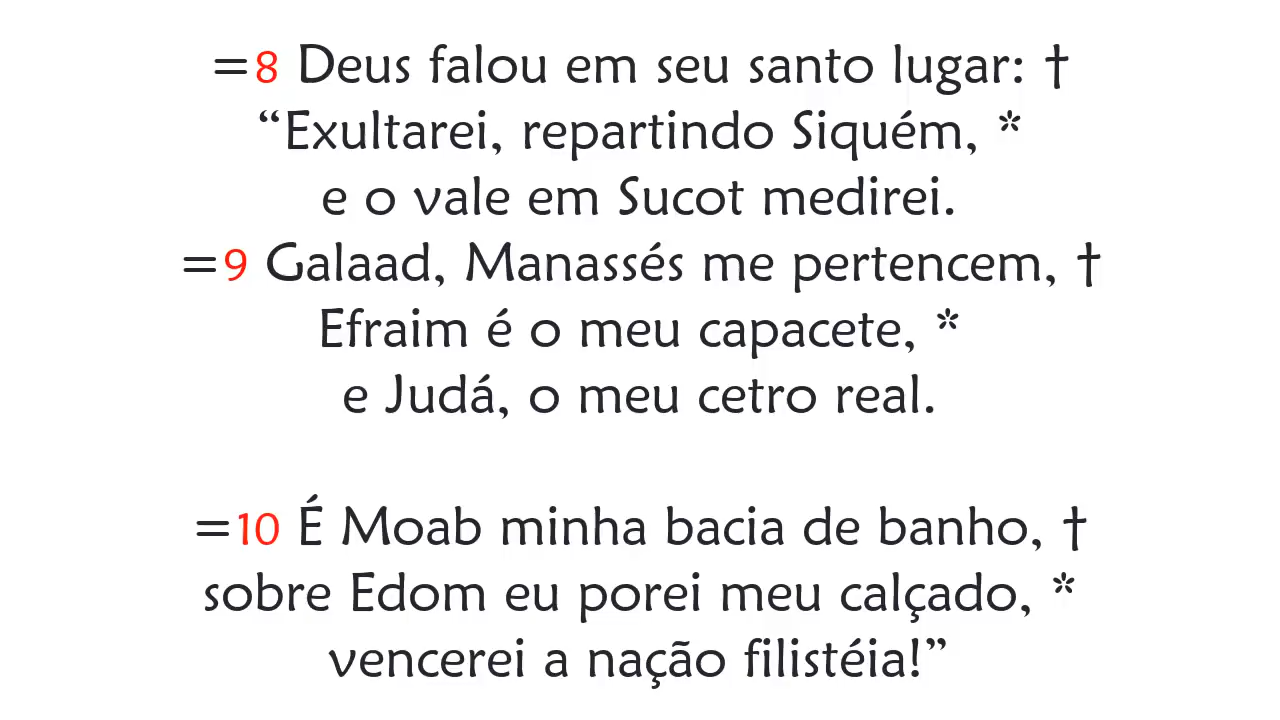 =8 Deus falou em seu santo lugar: †
“Exultarei, repartindo Siquém, *
e o vale em Sucot medirei.
=9 Galaad, Manassés me pertencem, †
Efraim é o meu capacete, *
e Judá, o meu cetro real.
=10 É Moab minha bacia de banho, †
sobre Edom eu porei meu calçado, *
vencerei a nação filistéia!”